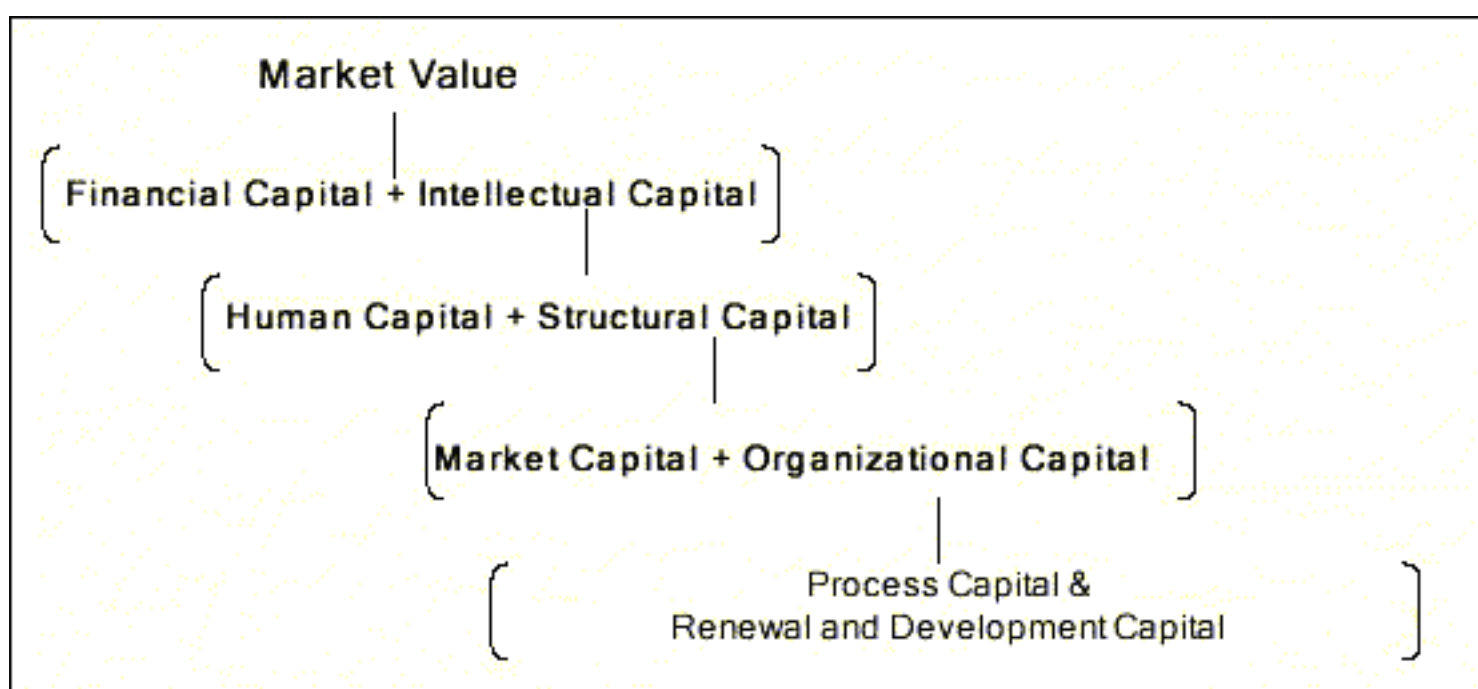 Market Value
Financial Capital + Intellectual Capital
Human Capital + Structural Capital
Market Capital + Organizational Capital
Process Capital &
Renewal and Development Capital